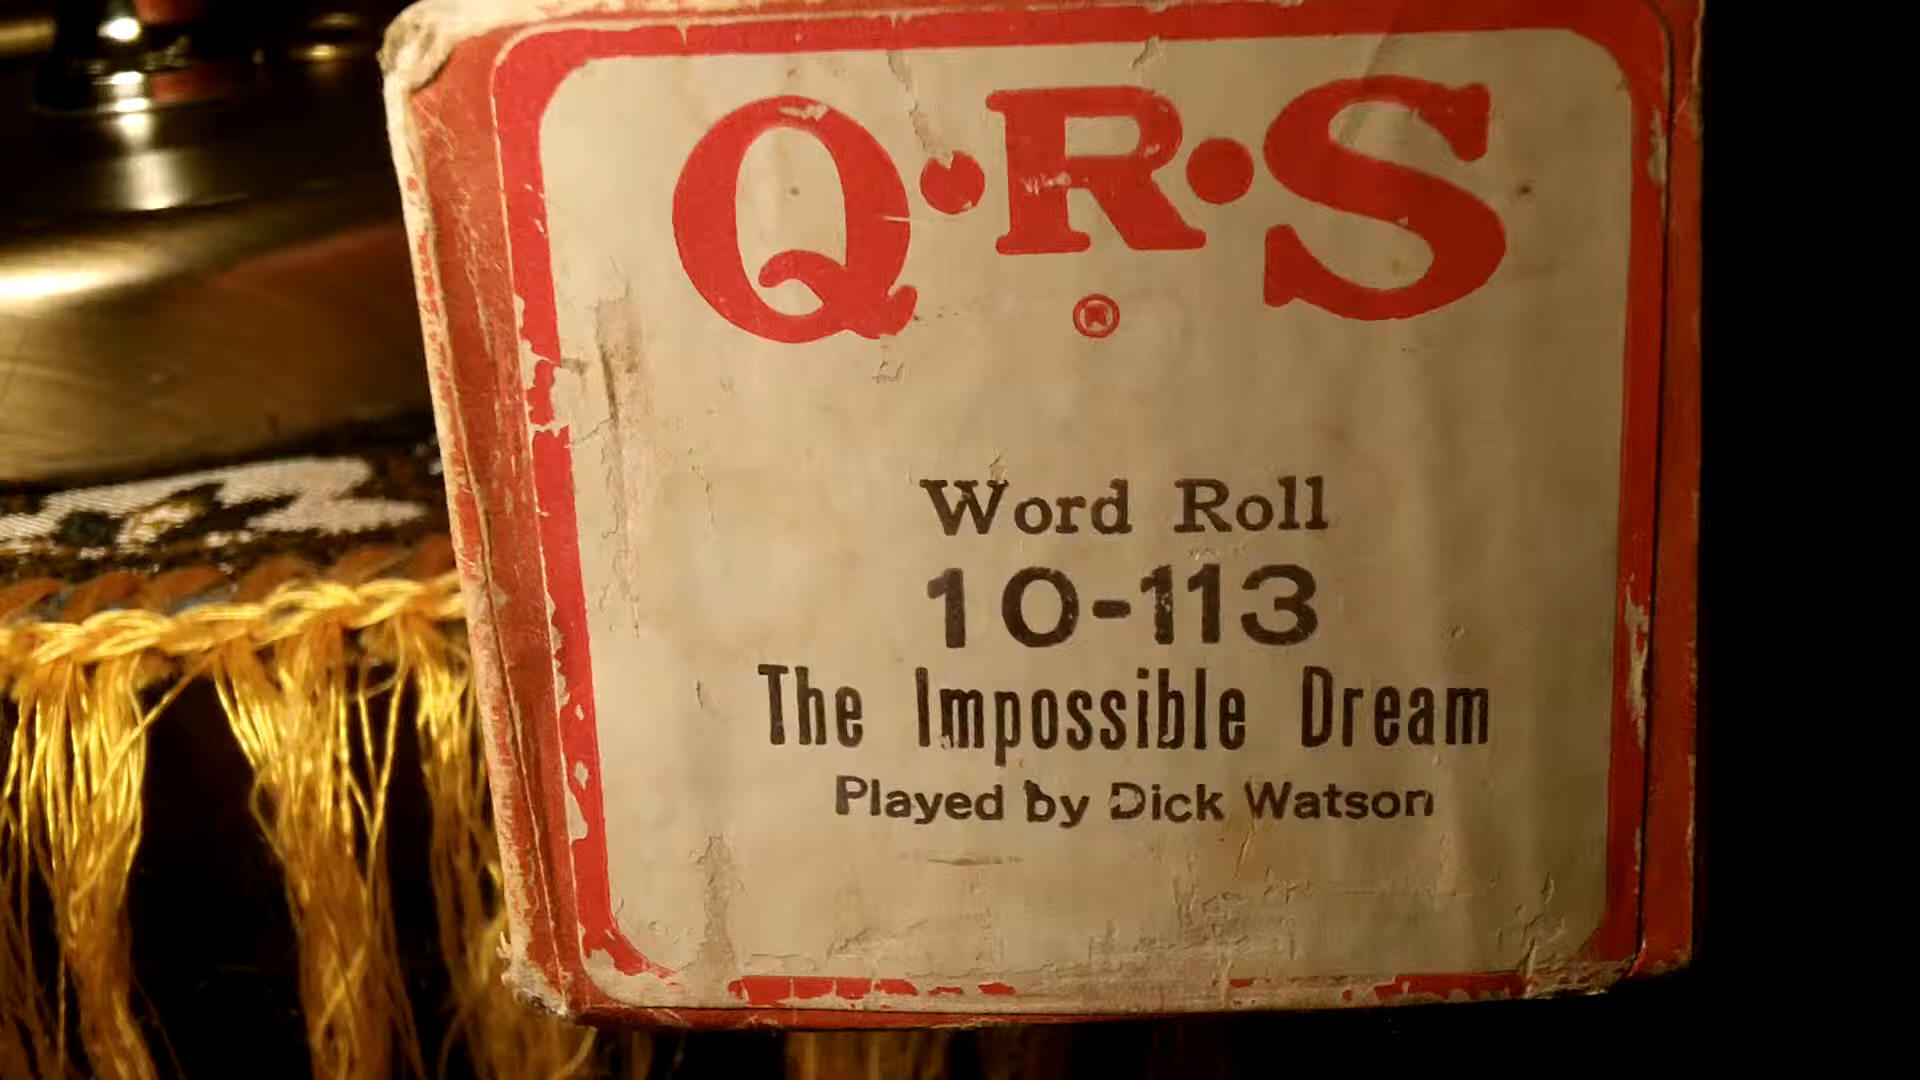 Q·R·S
Word Roll
10-113
The Impossible Dream
Played by Dick Watson